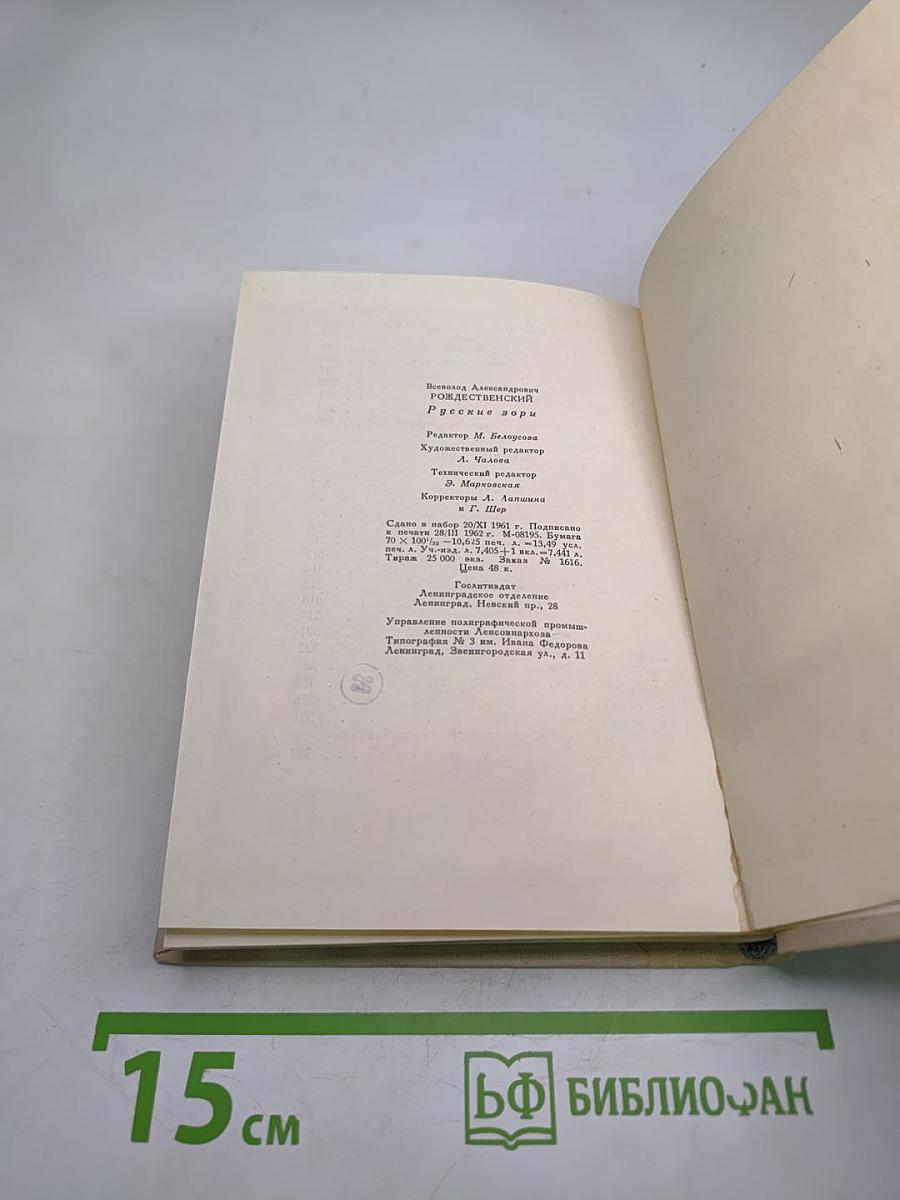 Всеволод Александрович
РОЖДЕСТВЕНСКИЙ
Русские зори
Редактор М. Белоусова
Художественный редактор
Л. Чалова
Технический редактор
Э. Марковская
Корректоры Л. Лапшина
и Г. Шер
Сдано в набор 20/XI 1961 г. Подписано
к печати 28/III 1962 г. М-08195. Бумага
70 × 100¹/₃₂ —10,625 печ. л. =13,49 усл.
печ. л. Уч.-изд. л. 7,405+1 вкл.=7,441 л.
Тираж 25 000 экз. Заказ № 1616.
Цена 48 к.
Гослитиздат
Ленинградское отделение
Ленинград, Невский пр., 28
Управление полиграфической промыш-
ленности Ленсовнархоза
Типография № 3 им. Ивана Федорова
Ленинград, Звенигородская ул., д. 11
15 см
БФ БИБЛИОФАН